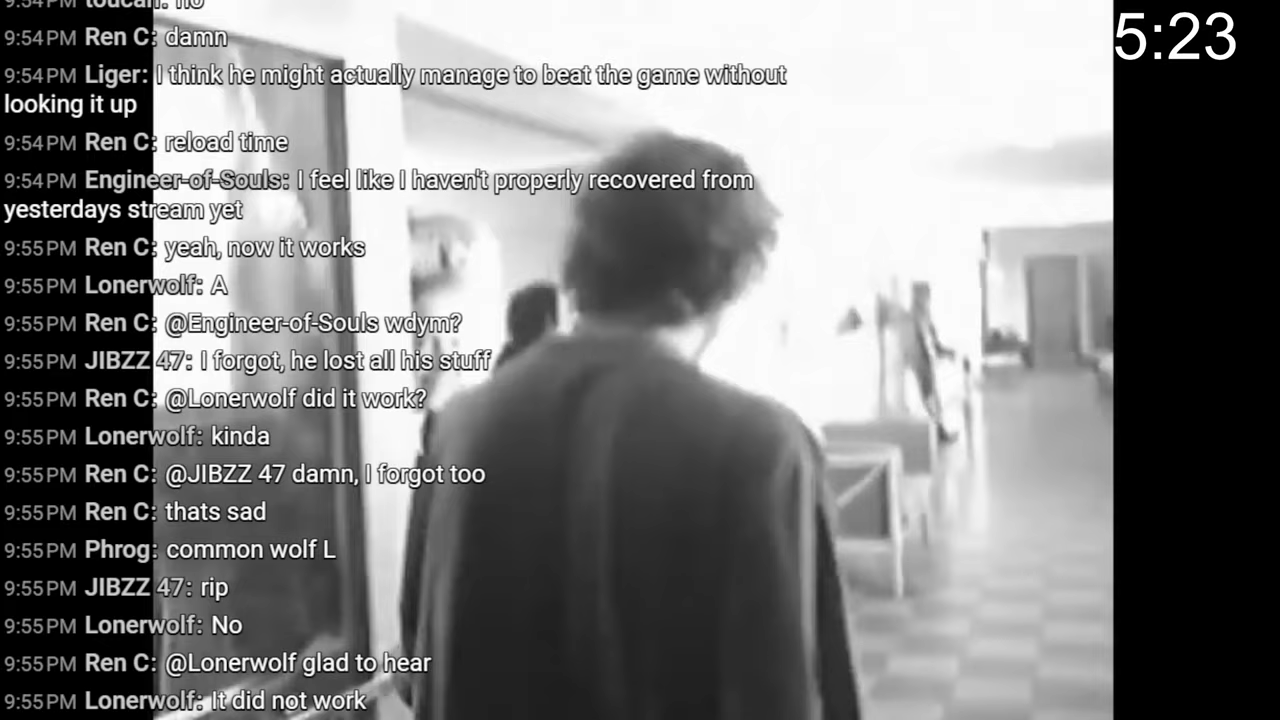 9:54 PM toucan: no
5:23
9:54 PM Ren C: damn
9:54 PM Liger: I think he might actually manage to beat the game without
looking it up
9:54 PM Ren C: reload time
9:54 PM Engineer-of-Souls: I feel like I haven't properly recovered from
yesterdays stream yet
9:55 PM Ren C: yeah, now it works
9:55 PM Lonerwolf: A
9:55 PM Ren C: @Engineer-of-Souls wdym?
9:55 PM JIBZZ 47: I forgot, he lost all his stuff
9:55 PM Ren C: @Lonerwolf did it work?
9:55 PM Lonerwolf: kinda
9:55 PM Ren C: @JIBZZ 47 damn, I forgot too
9:55 PM Ren C: thats sad
9:55 PM Phrog: common wolf L
9:55 PM JIBZZ 47: rip
9:55 PM Lonerwolf: No
9:55 PM Ren C: @Lonerwolf glad to hear
9:55 PM Lonerwolf: It did not work